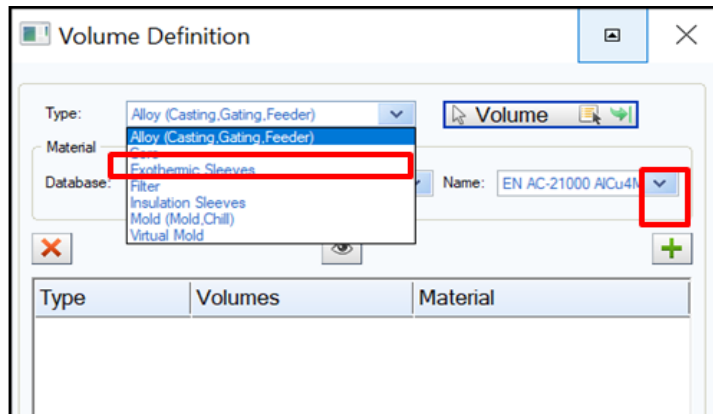 Volume Definition
Type: Alloy (Casting,Gating,Feeder) Volume
Alloy (Casting,Gating,Feeder)
Material
Core
Exothermic Sleeves
Database: Filter Name: EN AC-21000 AlCu4M
Insulation Sleeves
Mold (Mold,Chill)
Virtual Mold
Type Volumes Material